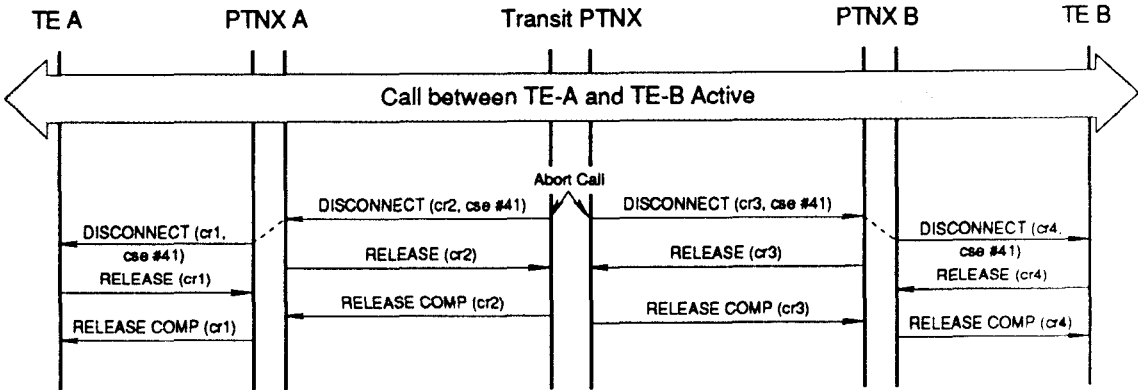 TE A PTNX A Transit PTNX PTNX B TE B
Call between TE-A and TE-B Active
Abort Call
DISCONNECT (cr2, cse #41) DISCONNECT (cr3, cse #41)
DISCONNECT (cr1, DISCONNECT (cr4,
cse #41) cse #41)
RELEASE (cr2) RELEASE (cr3)
RELEASE (cr1) RELEASE (cr4)
RELEASE COMP (cr2) RELEASE COMP (cr3)
RELEASE COMP (cr1) RELEASE COMP (cr4)